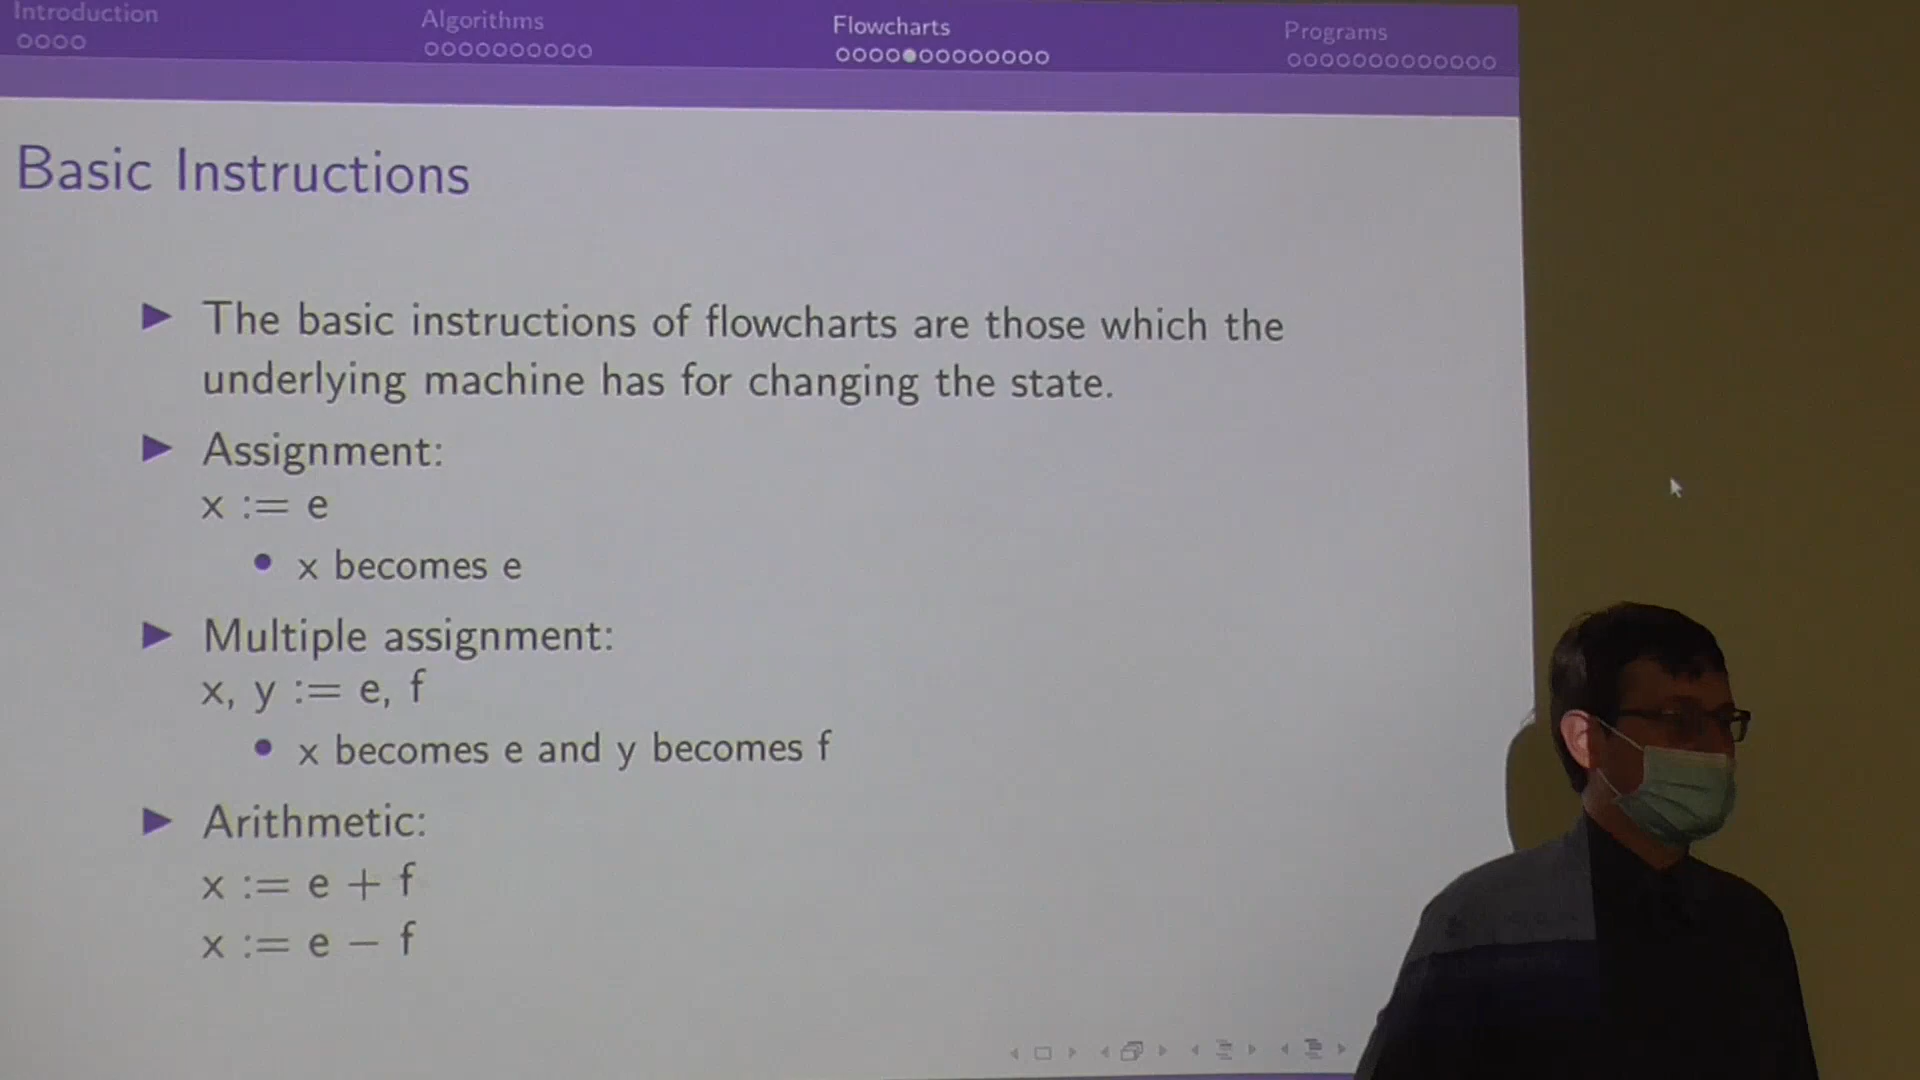 Introduction
Algorithms
Flowcharts
Programs
Basic Instructions
The basic instructions of flowcharts are those which the
underlying machine has for changing the state.
Assignment:
x := e
x becomes e
Multiple assignment:
x, y := e, f
x becomes e and y becomes f
Arithmetic:
x := e + f
x := e − f